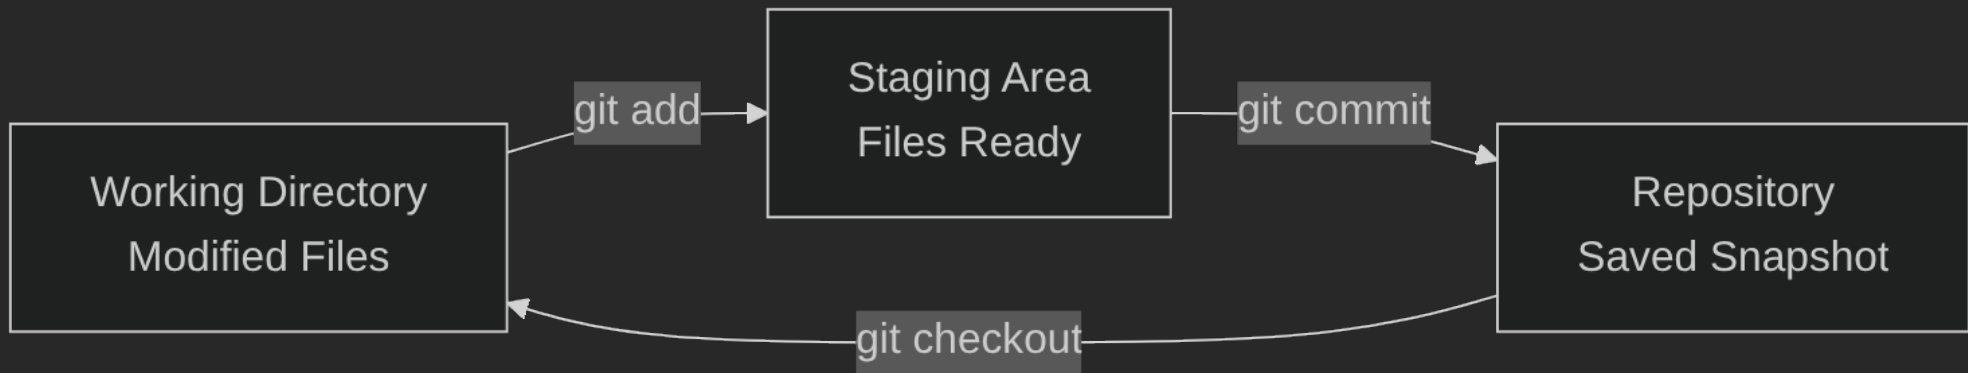 Working Directory
Modified Files
git add
Staging Area
Files Ready
git commit
Repository
Saved Snapshot
git checkout